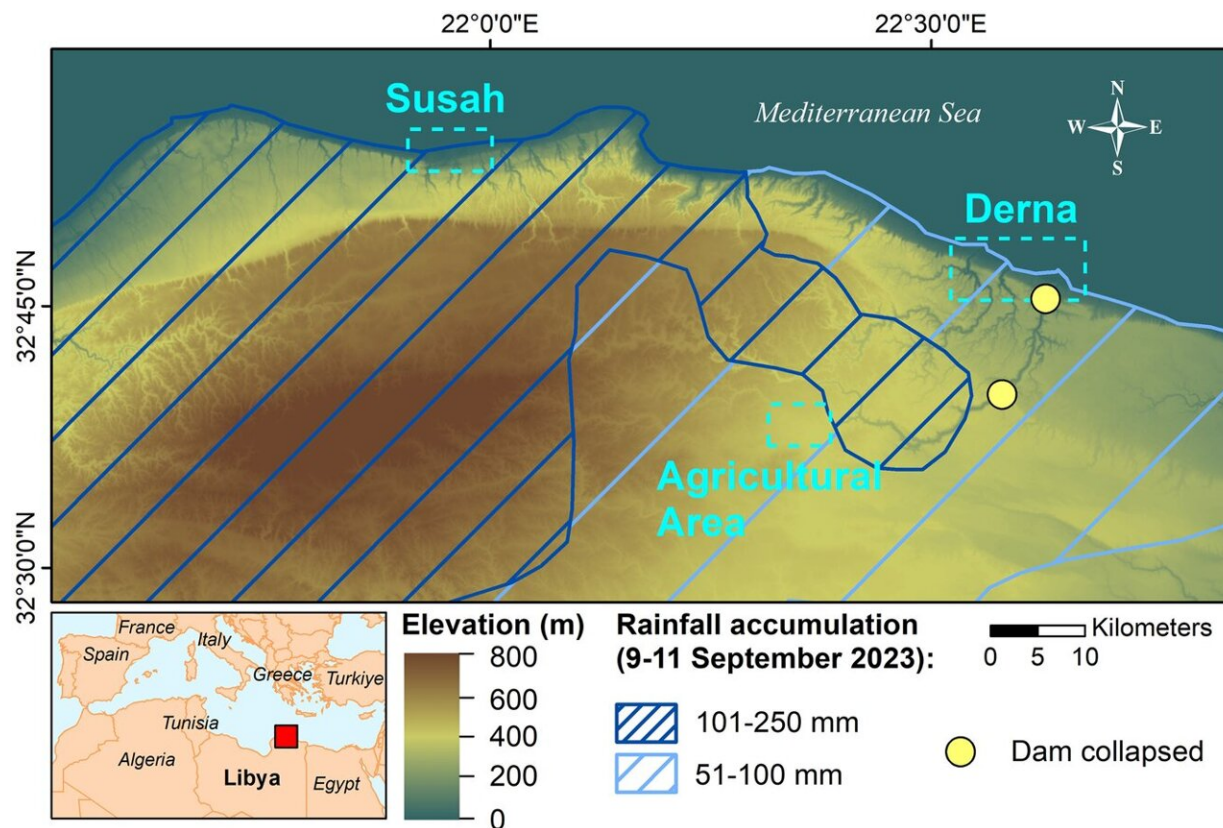 22°0'0"E
22°30'0"E
Susah
Mediterranean Sea
N
W
E
S
Derna
32°45'0"N
Agricultural
Area
32°30'0"N
France
Italy
Spain
Greece
Turkiye
Tunisia
Algeria
Libya
Egypt
Elevation (m)
800
600
400
200
0
Rainfall accumulation
(9-11 September 2023):
101-250 mm
51-100 mm
Kilometers
0 5 10
Dam collapsed